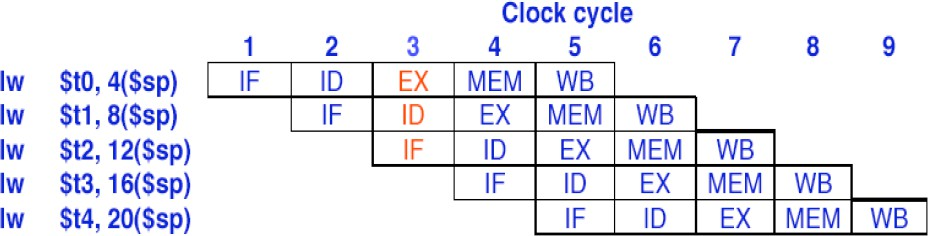 Clock cycle
1 2 3 4 5 6 7 8 9
lw $t0, 4($sp) IF ID EX MEM WB
lw $t1, 8($sp) IF ID EX MEM WB
lw $t2, 12($sp) IF ID EX MEM WB
lw $t3, 16($sp) IF ID EX MEM WB
lw $t4, 20($sp) IF ID EX MEM WB